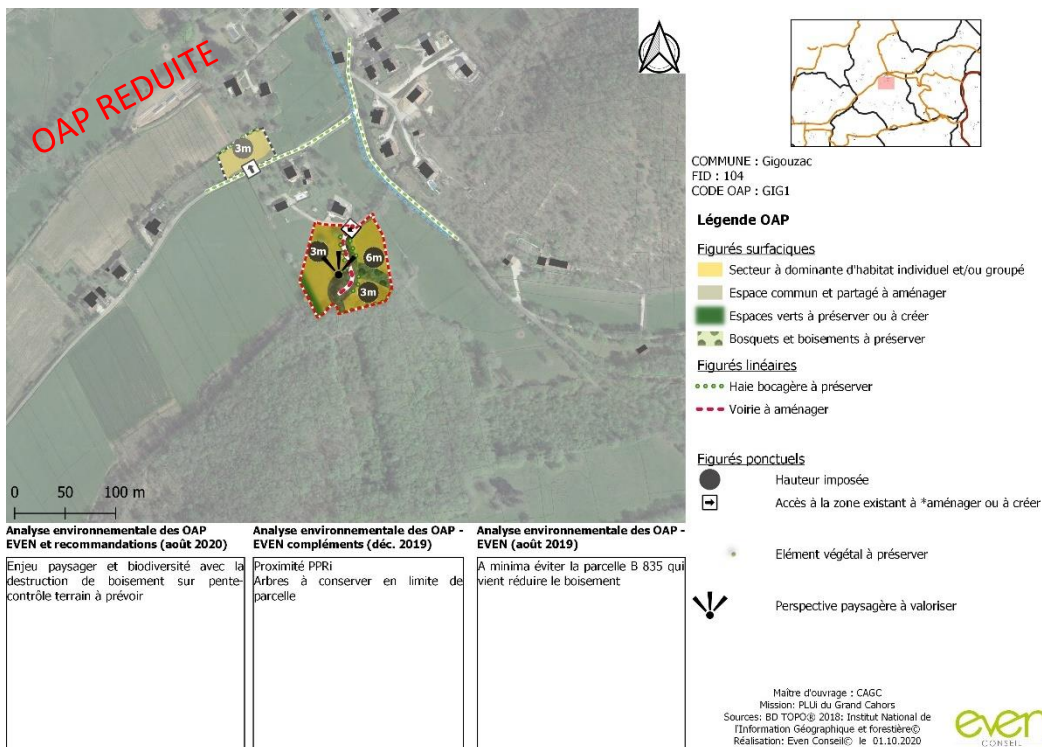 OAP REDUITE
3m
3m
6m
3m
0 50 100 m
COMMUNE : Gigouzac
FID : 104
CODE OAP : GIG1
Légende OAP
Figurés surfaciques
Secteur à dominante d'habitat individuel et/ou groupé
Espace commun et partagé à aménager
Espaces verts à préserver ou à créer
Bosquets et boisements à préserver
Figurés linéaires
Haie bocagère à préserver
Voirie à aménager
Figurés ponctuels
Hauteur imposée
Accès à la zone existant à *aménager ou à créer
Elément végétal à préserver
Perspective paysagère à valoriser
Analyse environementale des OAP
EVEN et recommandations (août 2020)
Enjeu paysager et biodiversité avec la
destruction de boisement sur pente-
contrôle terrain à prévoir
Analyse environementale des OAP -
EVEN compléments (déc. 2019)
Proximité PPRi
Arbres à conserver en limite de
parcelle
Analyse environementale des OAP -
EVEN (août 2019)
A minima éviter la parcelle B 835 qui
vient réduire le boisement
Maître d'ouvrage : CAGC
Mission: PLUi du Grand Cahors
Sources: BD TOPO® 2018: Institut National de
l'Information Géographique et forestière©
Réalisation: Even Conseil© le 01.10.2020
even
CONSEIL